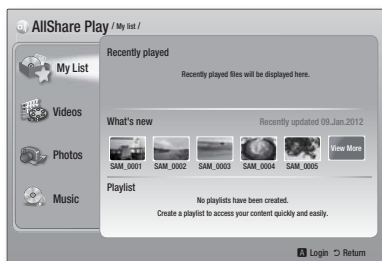 AllShare Play / My list /
My List
Videos
Photos
Music
Recently played
Recently played files will be displayed here.
What's new
Recently updated 09.Jan.2012
SAM_0001 SAM_0002 SAM_0003 SAM_0004 SAM_0005 View More
Playlist
No playlists have been created.
Create a playlist to access your content quickly and easily.
A Login Return